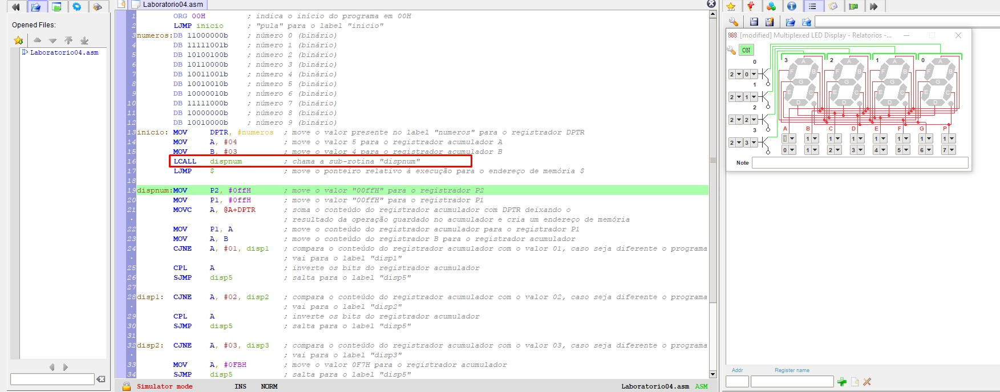 Laboratorio04.asm
Opened Files:
Laboratorio04.asm
1 ORG 00H ; indica o início do programa em 00H
2 LJMP inicio ; "pula" para o label "inicio"
3 numeros:DB 11000000b ; número 0 (binário)
4 DB 11111001b ; número 1 (binário)
5 DB 10100100b ; número 2 (binário)
6 DB 10110000b ; número 3 (binário)
7 DB 10011001b ; número 4 (binário)
8 DB 10010010b ; número 5 (binário)
9 DB 10000010b ; número 6 (binário)
10 DB 11111000b ; número 7 (binário)
11 DB 10000000b ; número 8 (binário)
12 DB 10010000b ; número 9 (binário)
13 inicio: MOV DPTR, #numeros ; move o valor presente no label "numeros" para o registrador DPTR
14 MOV A, #04 ; move o valor 5 para o registrador acumulador A
15 MOV B, #03 ; move o valor 4 para o registrador acumulador B
16 LCALL dispnum ; chama a sub-rotina "dispnum"
17 LJMP $ ; move o ponteiro relativo à execução para o endereço de memória $
18
19 dispnum:MOV P2, #0ffH ; move o valor "00ffH" para o registrador P2
20 MOV P1, #0ffH ; move o valor "00ffH" para o registrador P1
21 MOVC A, @A+DPTR ; soma o conteúdo do registrador acumulador com DPTR deixando o
; resultado da operação guardado no acumulador e cria um endereço de memória
22 MOV P1, A ; move o conteúdo do registrador acumulador para o registrador P1
23 MOV A, B ; move o conteúdo do registrador B para o registrador acumulador
24 CJNE A, #01, disp1 ; compara o conteúdo do registrador acumulador com o valor 01, caso seja diferente o programa
; vai para o label "disp1"
25 CPL A ; inverte os bits do registrador acumulador
26 SJMP disp5 ; salta para o label "disp5"
27
28 disp1: CJNE A, #02, disp2 ; compara o conteúdo do registrador acumulador com o valor 02, caso seja diferente o programa
; vai para o label "disp2"
29 CPL A ; inverte os bits do registrador acumulador
30 SJMP disp5 ; salta para o label "disp5"
31
32 disp2: CJNE A, #03, disp3 ; compara o conteúdo do registrador acumulador com o valor 03, caso seja diferente o programa
; vai para o label "disp3"
33 MOV A, #0FBH ; move o valor 0F7H para o registrador acumulador
34 SJMP disp5 ; salta para o label "disp5"
Simulator mode INS NORM Laboratorio04.asm ASM
888 [modified] Multiplexed LED Display - Relatorios -...
ON
0
2 0
1
2 1
2
2 2
3
2 3
3 2 1 0
A A A A
F B F B F B F B
G G G G
E C E C E C E C
D D D D
A B C D E F G P
1 1 1 1 1 1 1 1
0 1 2 3 4 5 6 7
Note
Addr Register name